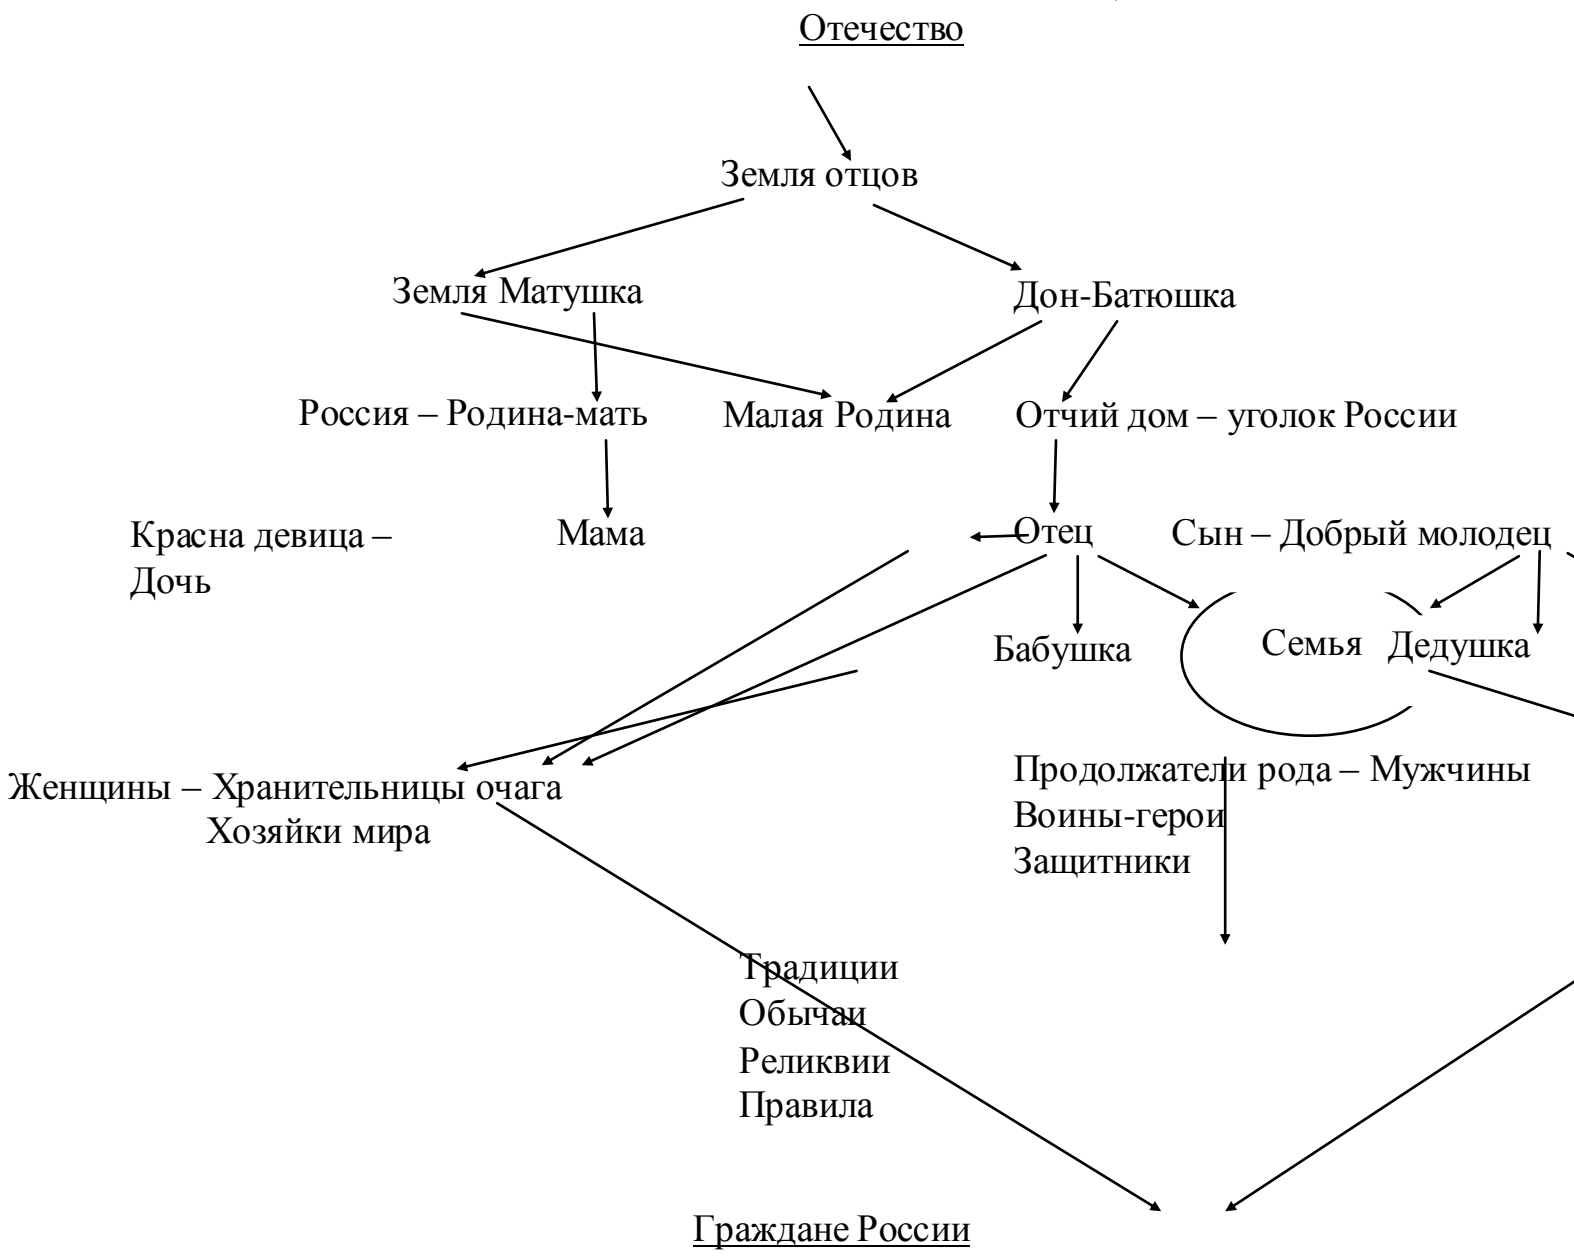 Отечество
Земля отцов
Земля Матушка
Дон-Батюшка
Россия – Родина-мать
Малая Родина
Отчий дом – уголок России
Красна девица –
Дочь
Мама
Отец
Сын – Добрый молодец
Бабушка
Семья
Дедушка
Женщины – Хранительницы очага
Хозяйки мира
Продолжатели рода – Мужчины
Воины-герои
Защитники
Традиции
Обычаи
Реликвии
Правила
Граждане России